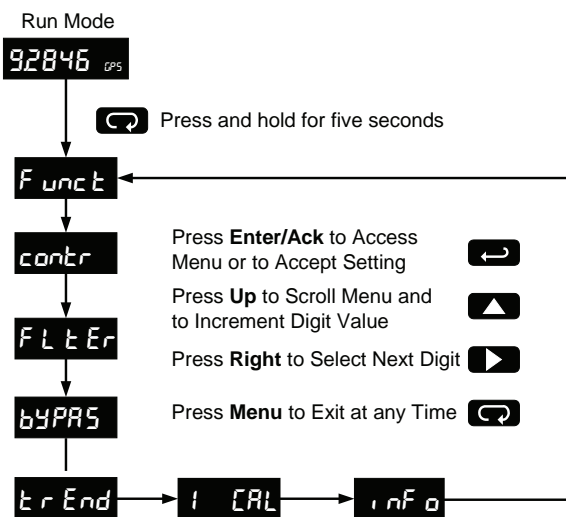 Run Mode
9.2846 GPS
Press and hold for five seconds
Funct
contr
Press Enter/Ack to Access
Menu or to Accept Setting
Press Up to Scroll Menu and
to Increment Digit Value
FLtEr
Press Right to Select Next Digit
bYPAS
Press Menu to Exit at any Time
trEnd
I CAL
inFo